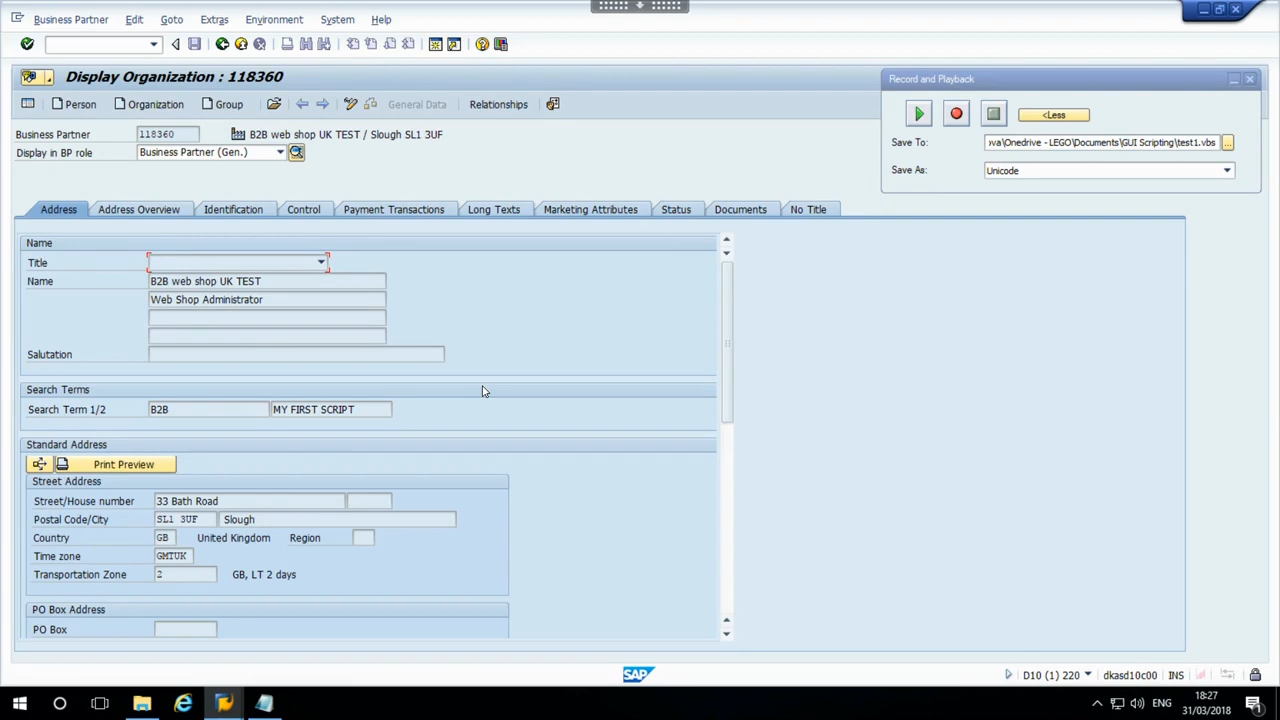 Business Partner Edit Goto Extras Environment System Help
Display Organization : 118360
Person Organization Group General Data Relationships
Business Partner 118360 B2B web shop UK TEST / Slough SL1 3UF
Display in BP role Business Partner (Gen.)
Record and Playback
<Less
Save To: ova\Onedrive - LEGO\Documents\GUI Scripting\test1.vbs ...
Save As: Unicode
Address Address Overview Identification Control Payment Transactions Long Texts Marketing Attributes Status Documents No Title
Name
Title
Name B2B web shop UK TEST
Web Shop Administrator
Salutation
Search Terms
Search Term 1/2 B2B MY FIRST SCRIPT
Standard Address
Print Preview
Street Address
Street/House number 33 Bath Road
Postal Code/City SL1 3UF Slough
Country GB United Kingdom Region
Time zone GMTUK
Transportation Zone 2 GB, LT 2 days
PO Box Address
PO Box
SAP D10 (1) 220 dkasd10c00 INS
ENG 18:27
31/03/2018 1